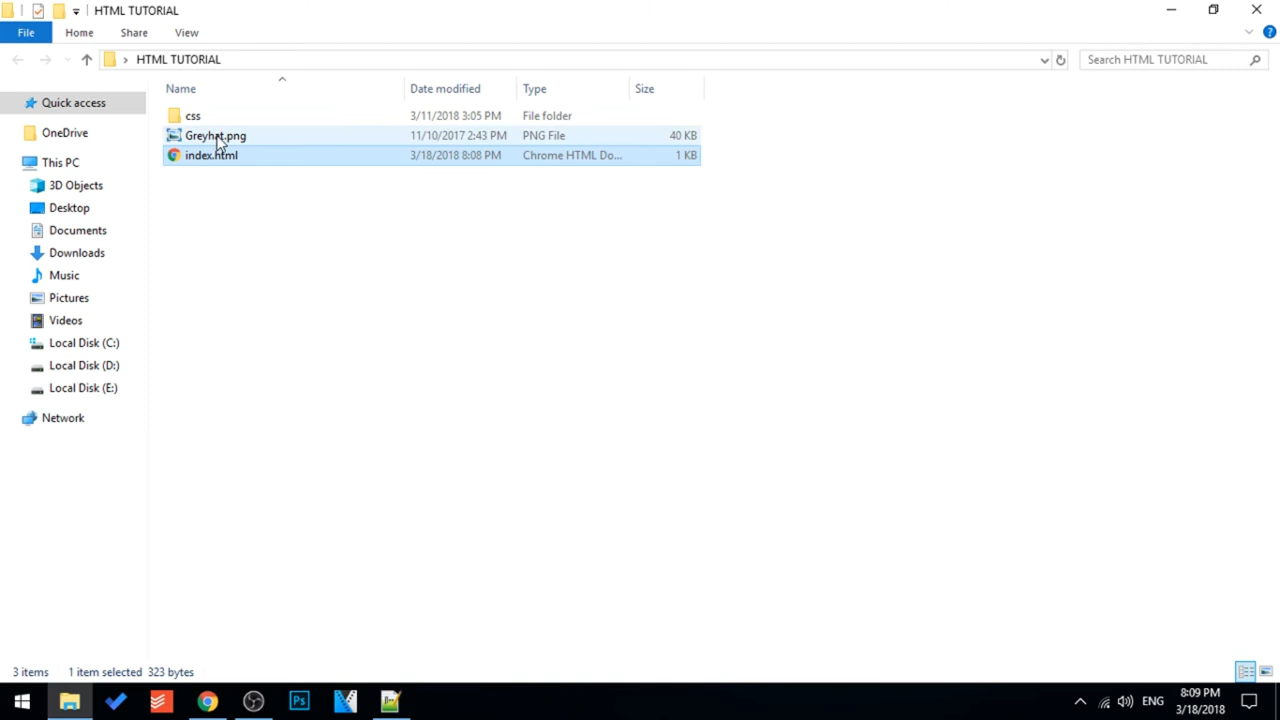 HTML TUTORIAL
File Home Share View
HTML TUTORIAL
Search HTML TUTORIAL
Name Date modified Type Size
Quick access
OneDrive
This PC
3D Objects
Desktop
Documents
Downloads
Music
Pictures
Videos
Local Disk (C:)
Local Disk (D:)
Local Disk (E:)
Network
css 3/11/2018 3:05 PM File folder
Greyhat.png 11/10/2017 2:43 PM PNG File 40 KB
index.html 3/18/2018 8:08 PM Chrome HTML Do... 1 KB
3 items 1 item selected 323 bytes
Ps
ENG
8:09 PM
3/18/2018